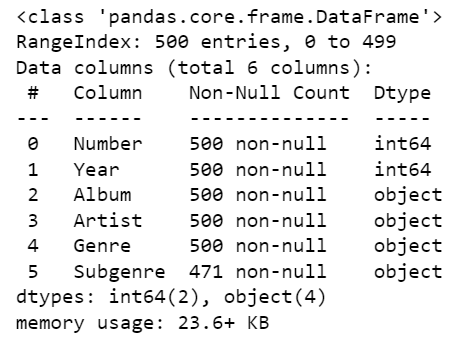 <class 'pandas.core.frame.DataFrame'>
RangeIndex: 500 entries, 0 to 499
Data columns (total 6 columns):
 #   Column    Non-Null Count  Dtype
---  ------    --------------  -----
 0   Number    500 non-null    int64
 1   Year      500 non-null    int64
 2   Album     500 non-null    object
 3   Artist    500 non-null    object
 4   Genre     500 non-null    object
 5   Subgenre  471 non-null    object
dtypes: int64(2), object(4)
memory usage: 23.6+ KB